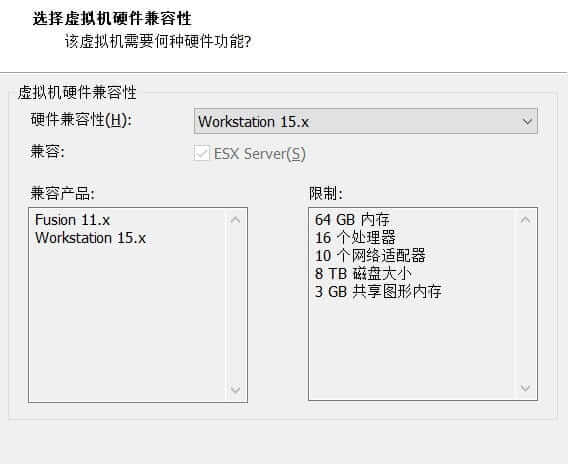 选择虚拟机硬件兼容性
该虚拟机需要何种硬件功能?
虚拟机硬件兼容性
硬件兼容性(H):
Workstation 15.x
兼容:
ESX Server(S)
兼容产品:
Fusion 11.x
Workstation 15.x
限制:
64 GB 内存
16 个处理器
10 个网络适配器
8 TB 磁盘大小
3 GB 共享图形内存